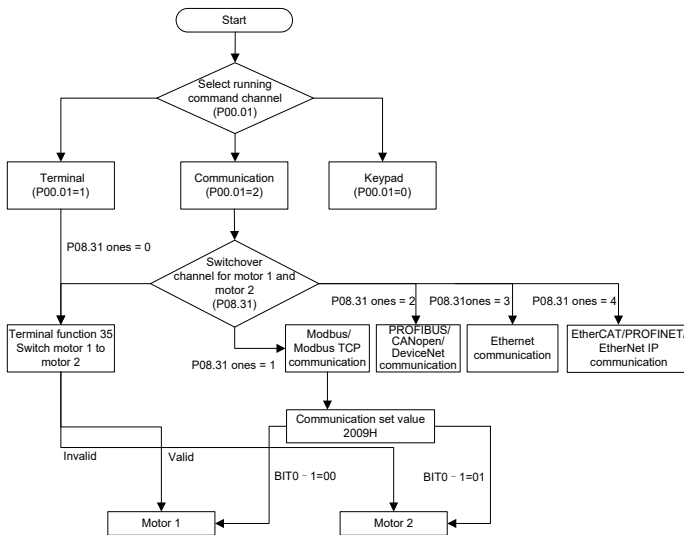 Start
Select running
command channel
(P00.01)
Terminal
(P00.01=1)
Communication
(P00.01=2)
Keypad
(P00.01=0)
P08.31 ones = 0
Switchover
channel for motor 1 and
motor 2
(P08.31)
P08.31 ones = 2
P08.31ones = 3
P08.31 ones = 4
Terminal function 35
Switch motor 1 to
motor 2
P08.31 ones = 1
Modbus/
Modbus TCP
communication
PROFIBUS/
CANopen/
DeviceNet
communication
Ethernet
communication
EtherCAT/PROFINET/
EtherNet IP
communication
Communication set value
2009H
Invalid
Valid
BIT0﹣1=00
BIT0﹣1=01
Motor 1
Motor 2